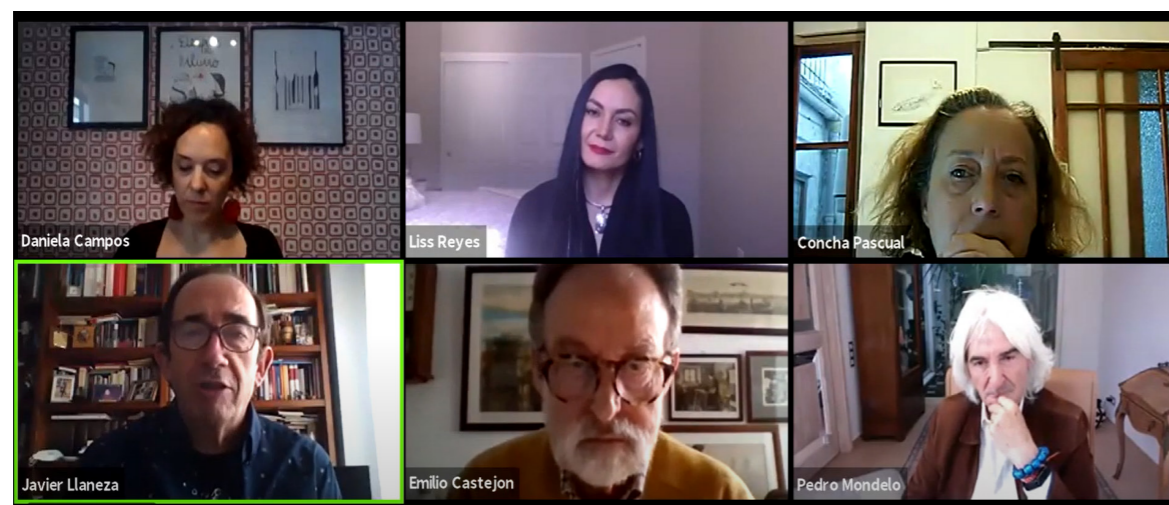 Daniela Campos
Liss Reyes
Concha Pascual
Javier Llaneza
Emilio Castejon
Pedro Mondelo